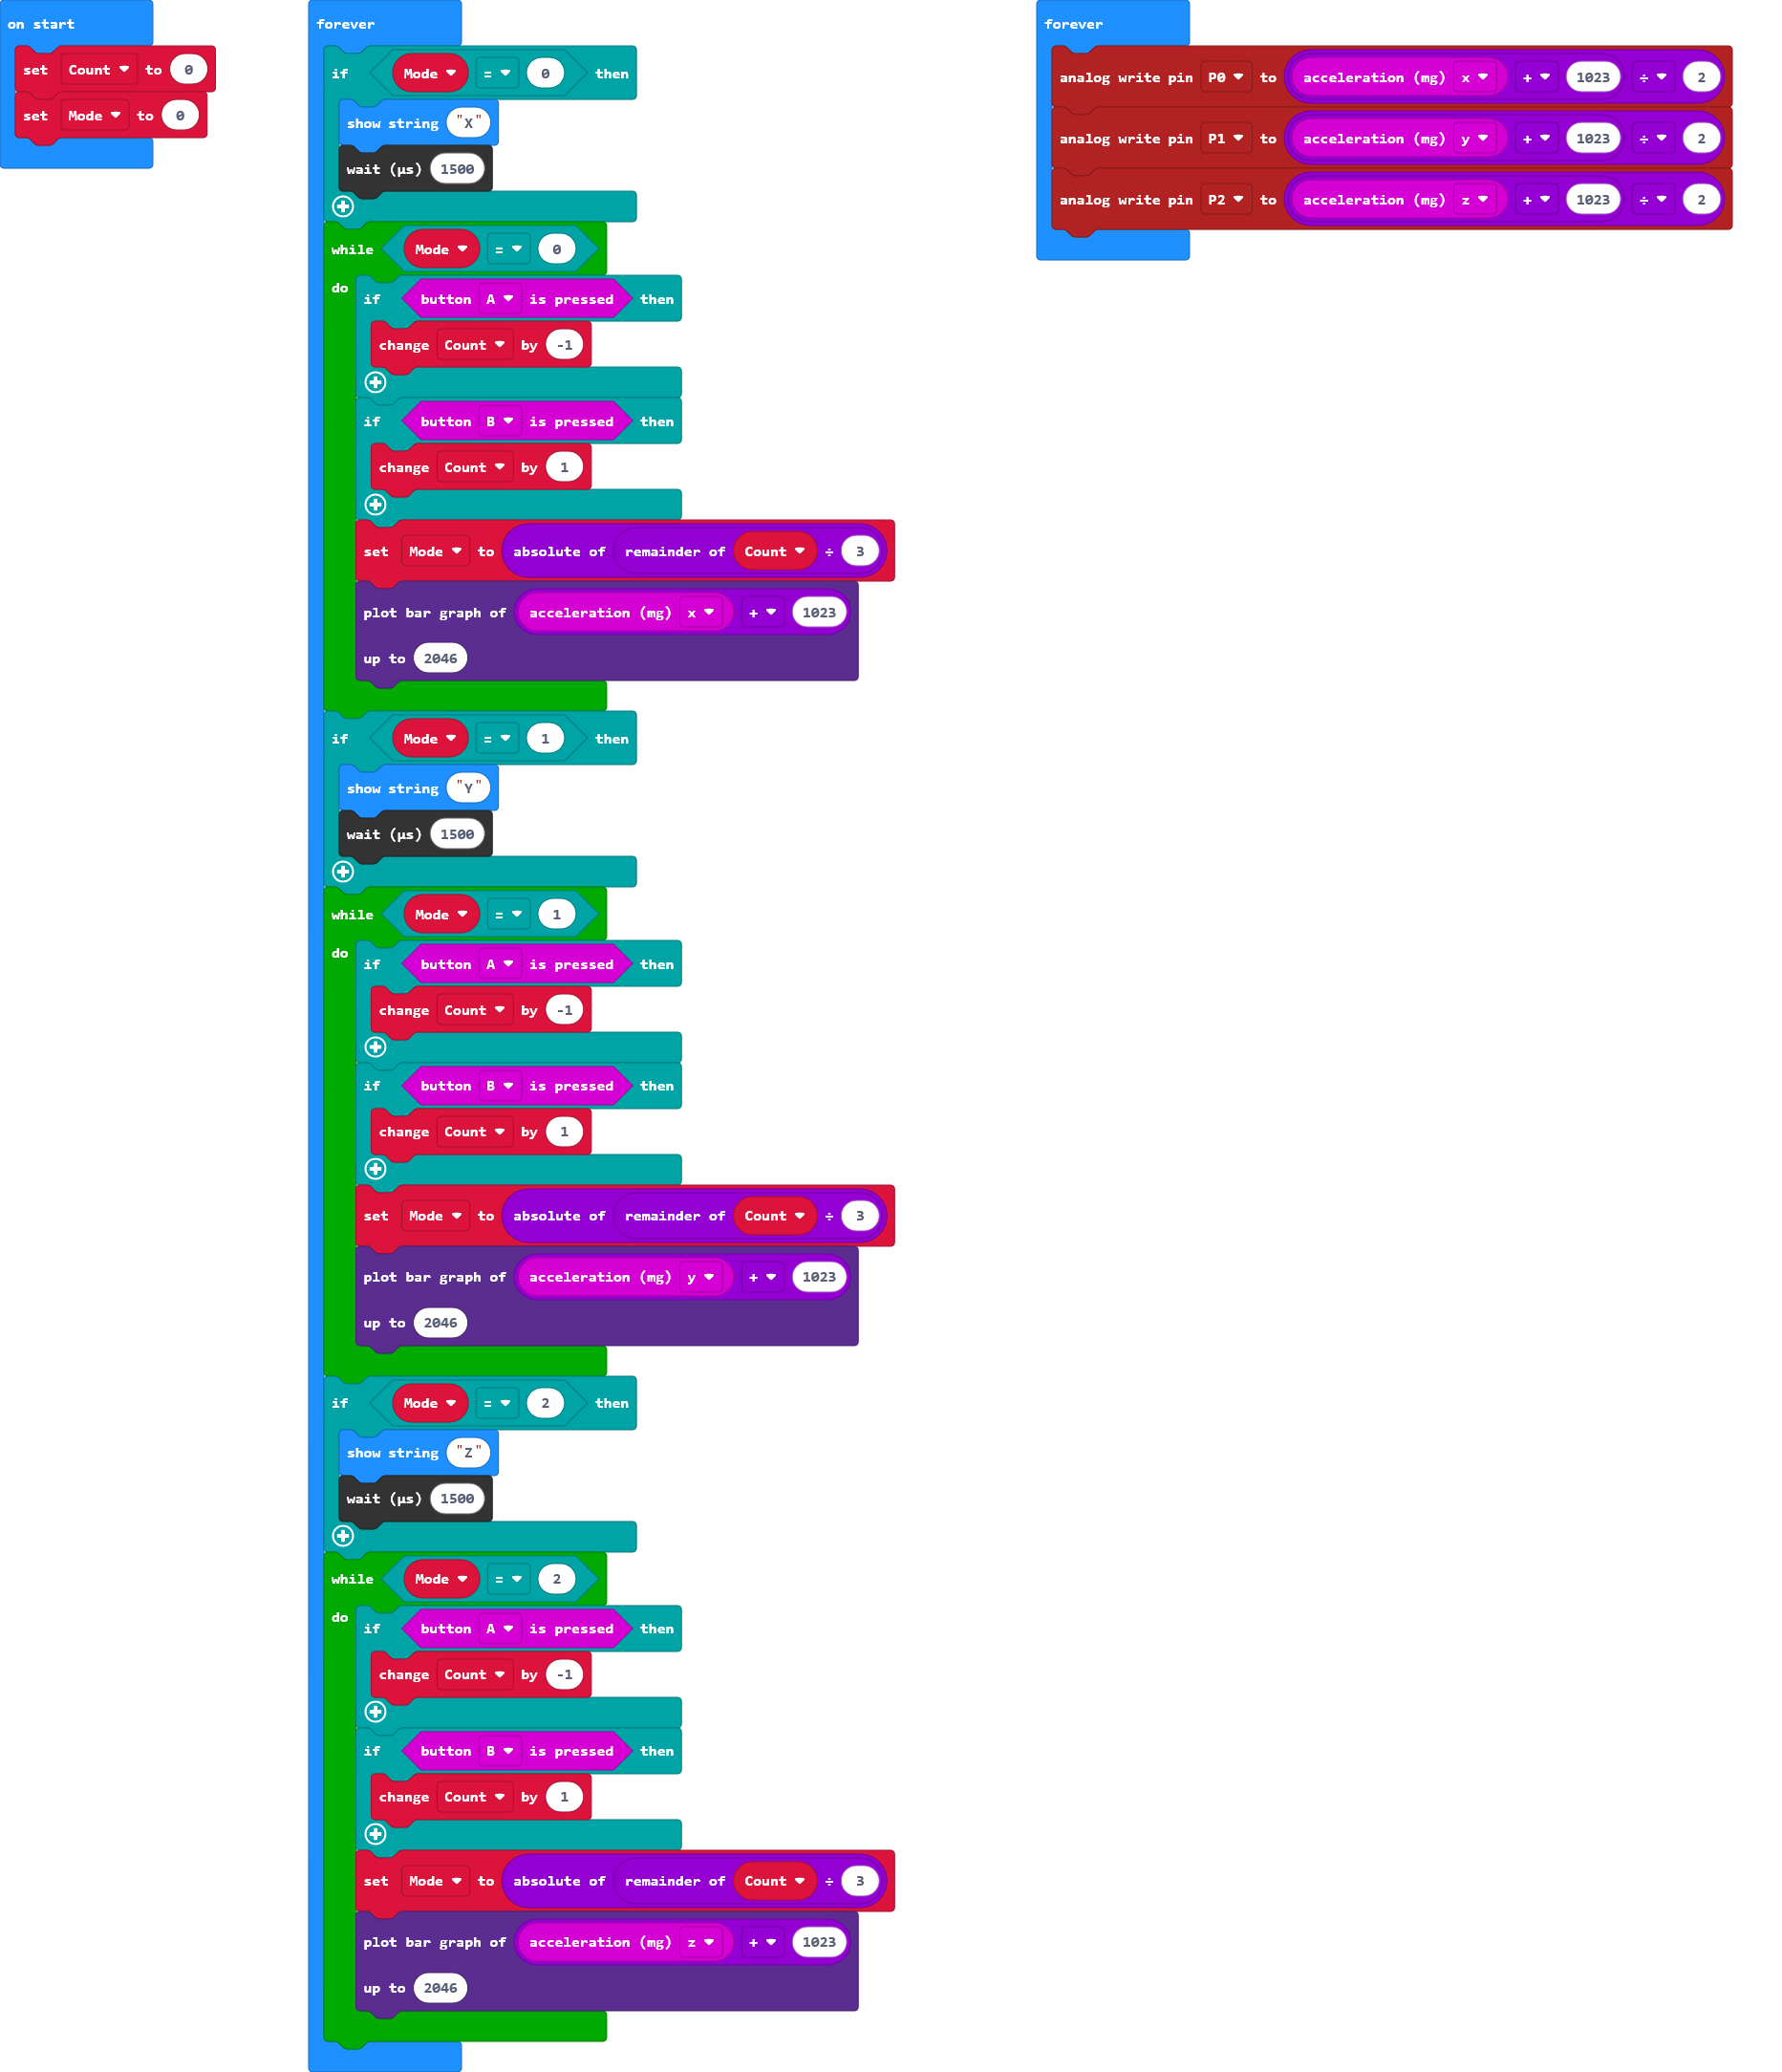 on start
set Count to 0
set Mode to 0
forever
if Mode = 0 then
show string "X"
wait (µs) 1500
while Mode = 0
do if button A is pressed then
change Count by -1
if button B is pressed then
change Count by 1
set Mode to absolute of remainder of Count ÷ 3
plot bar graph of acceleration (mg) x + 1023
up to 2046
if Mode = 1 then
show string "Y"
wait (µs) 1500
while Mode = 1
do if button A is pressed then
change Count by -1
if button B is pressed then
change Count by 1
set Mode to absolute of remainder of Count ÷ 3
plot bar graph of acceleration (mg) y + 1023
up to 2046
if Mode = 2 then
show string "Z"
wait (µs) 1500
while Mode = 2
do if button A is pressed then
change Count by -1
if button B is pressed then
change Count by 1
set Mode to absolute of remainder of Count ÷ 3
plot bar graph of acceleration (mg) z + 1023
up to 2046
forever
analog write pin P0 to acceleration (mg) x + 1023 ÷ 2
analog write pin P1 to acceleration (mg) y + 1023 ÷ 2
analog write pin P2 to acceleration (mg) z + 1023 ÷ 2